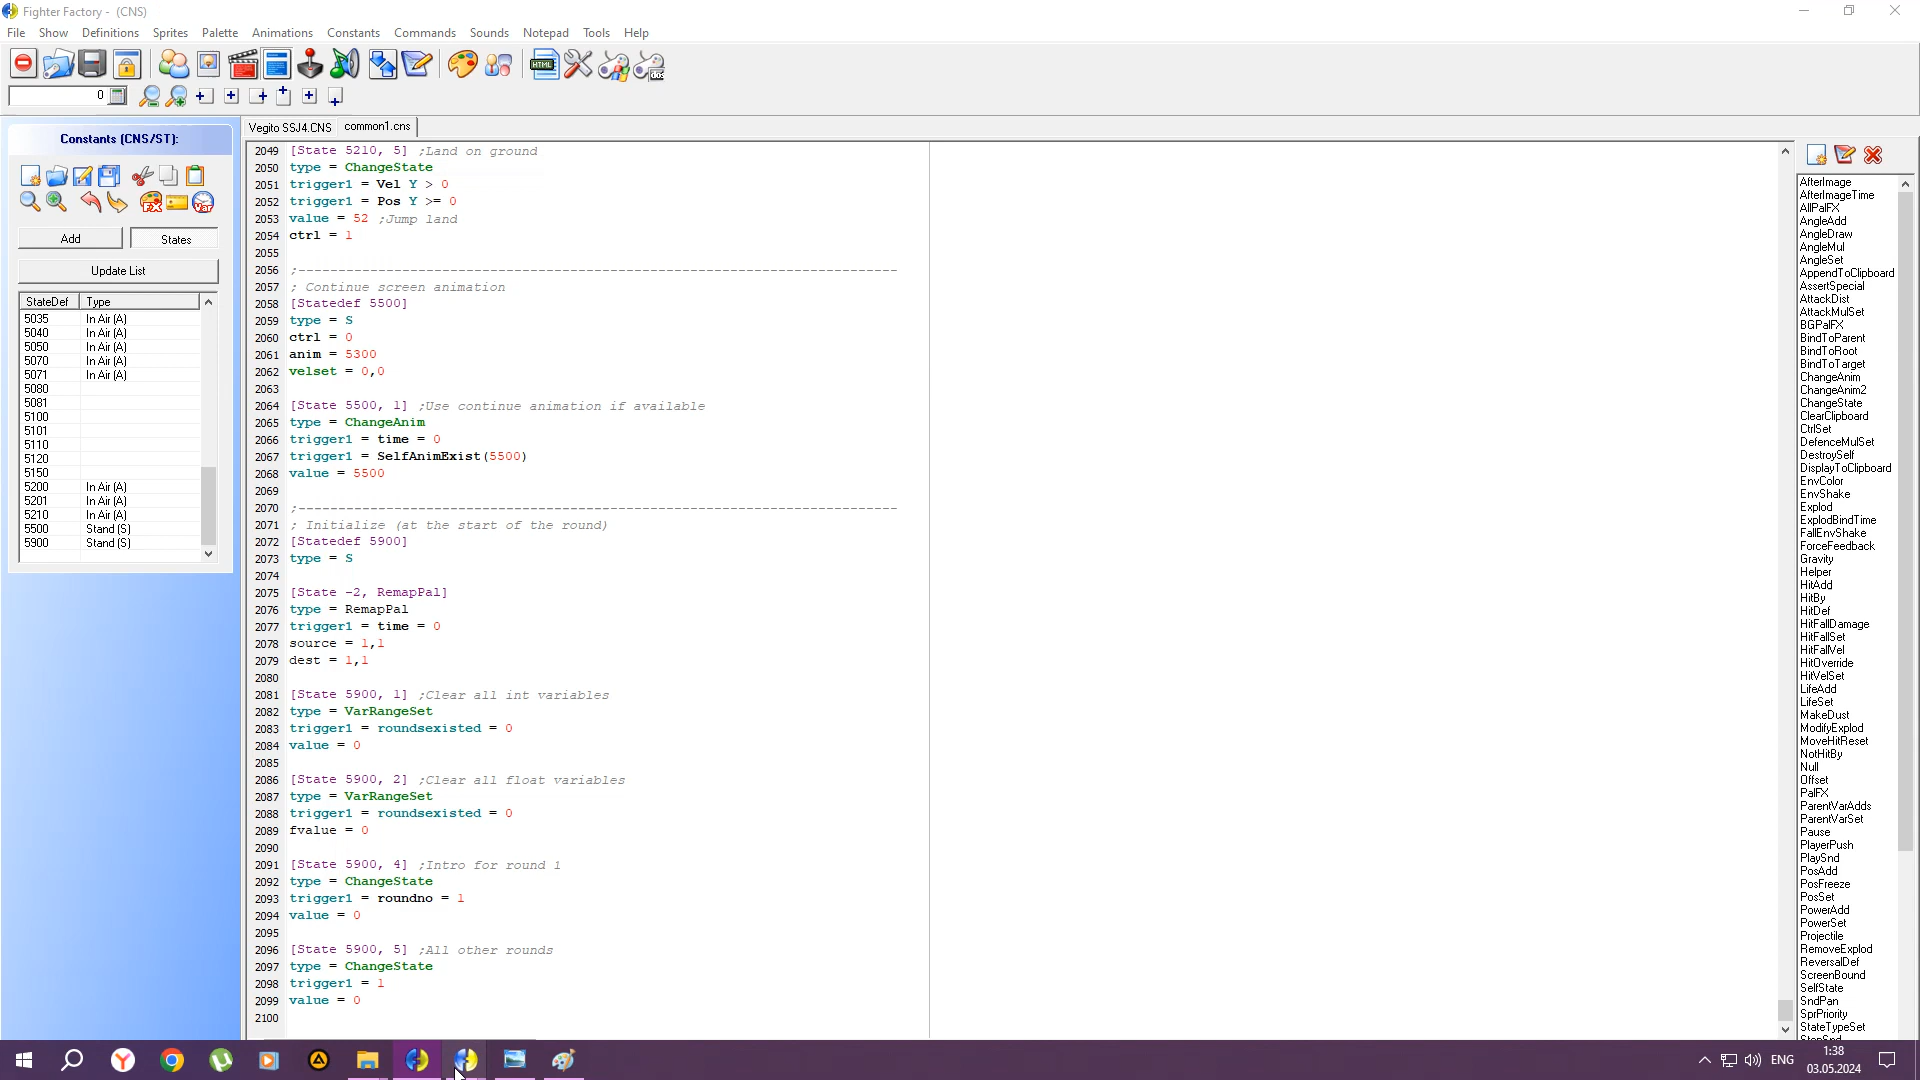 Fighter Factory - (CNS)
File Show Definitions Sprites Palette Animations Constants Commands Sounds Notepad Tools Help
HTML
dos
0
Constants (CNS/ST):
FX
Var
Add States
Update List
StateDef Type
5035 In Air (A)
5040 In Air (A)
5050 In Air (A)
5070 In Air (A)
5071 In Air (A)
5080
5081
5100
5101
5110
5120
5150
5200 In Air (A)
5201 In Air (A)
5210 In Air (A)
5500 Stand (S)
5900 Stand (S)
Vegito SSJ4.CNS common1.cns
2049 [State 5210, 5] ;Land on ground
2050 type = ChangeState
2051 trigger1 = Vel Y > 0
2052 trigger1 = Pos Y >= 0
2053 value = 52 ;Jump land
2054 ctrl = 1
2055
2056 ;--------------------------------------------------------------------------
2057 ; Continue screen animation
2058 [Statedef 5500]
2059 type = S
2060 ctrl = 0
2061 anim = 5300
2062 velset = 0,0
2063
2064 [State 5500, 1] ;Use continue animation if available
2065 type = ChangeAnim
2066 trigger1 = time = 0
2067 trigger1 = SelfAnimExist(5500)
2068 value = 5500
2069
2070 ;--------------------------------------------------------------------------
2071 ; Initialize (at the start of the round)
2072 [Statedef 5900]
2073 type = S
2074
2075 [State -2, RemapPal]
2076 type = RemapPal
2077 trigger1 = time = 0
2078 source = 1,1
2079 dest = 1,1
2080
2081 [State 5900, 1] ;Clear all int variables
2082 type = VarRangeSet
2083 trigger1 = roundsexisted = 0
2084 value = 0
2085
2086 [State 5900, 2] ;Clear all float variables
2087 type = VarRangeSet
2088 trigger1 = roundsexisted = 0
2089 fvalue = 0
2090
2091 [State 5900, 4] ;Intro for round 1
2092 type = ChangeState
2093 trigger1 = roundno = 1
2094 value = 0
2095
2096 [State 5900, 5] ;All other rounds
2097 type = ChangeState
2098 trigger1 = 1
2099 value = 0
2100
AfterImage
AfterImageTime
AllPalFX
AngleAdd
AngleDraw
AngleMul
AngleSet
AppendToClipboard
AssertSpecial
AttackDist
AttackMulSet
BGPalFX
BindToParent
BindToRoot
BindToTarget
ChangeAnim
ChangeAnim2
ChangeState
ClearClipboard
CtrlSet
DefenceMulSet
DestroySelf
DisplayToClipboard
EnvColor
EnvShake
Explod
ExplodBindTime
FallEnvShake
ForceFeedback
Gravity
Helper
HitAdd
HitBy
HitDef
HitFallDamage
HitFallSet
HitFallVel
HitOverride
HitVelSet
LifeAdd
LifeSet
MakeDust
ModifyExplod
MoveHitReset
NotHitBy
Null
Offset
PalFX
ParentVarAdds
ParentVarSet
Pause
PlayerPush
PlaySnd
PosAdd
PosFreeze
PosSet
PowerAdd
PowerSet
Projectile
RemoveExplod
ReversalDef
ScreenBound
SelfState
SndPan
SprPriority
StateTypeSet
ENG
1:38
03.05.2024